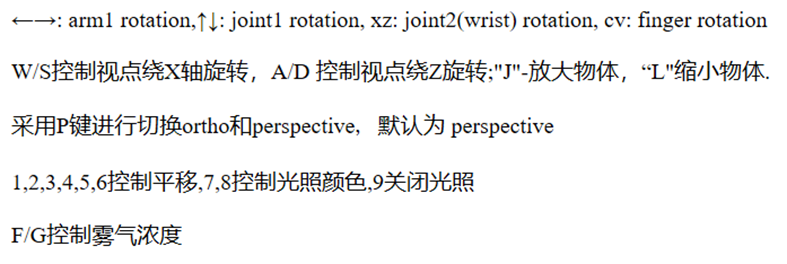 ←→: arm1 rotation,↑↓: joint1 rotation, xz: joint2(wrist) rotation, cv: finger rotation
W/S控制视点绕X轴旋转，A/D 控制视点绕Z旋转;"J"-放大物体，“L"缩小物体.
采用P键进行切换ortho和perspective，默认为 perspective
1,2,3,4,5,6控制平移,7,8控制光照颜色,9关闭光照
F/G控制雾气浓度